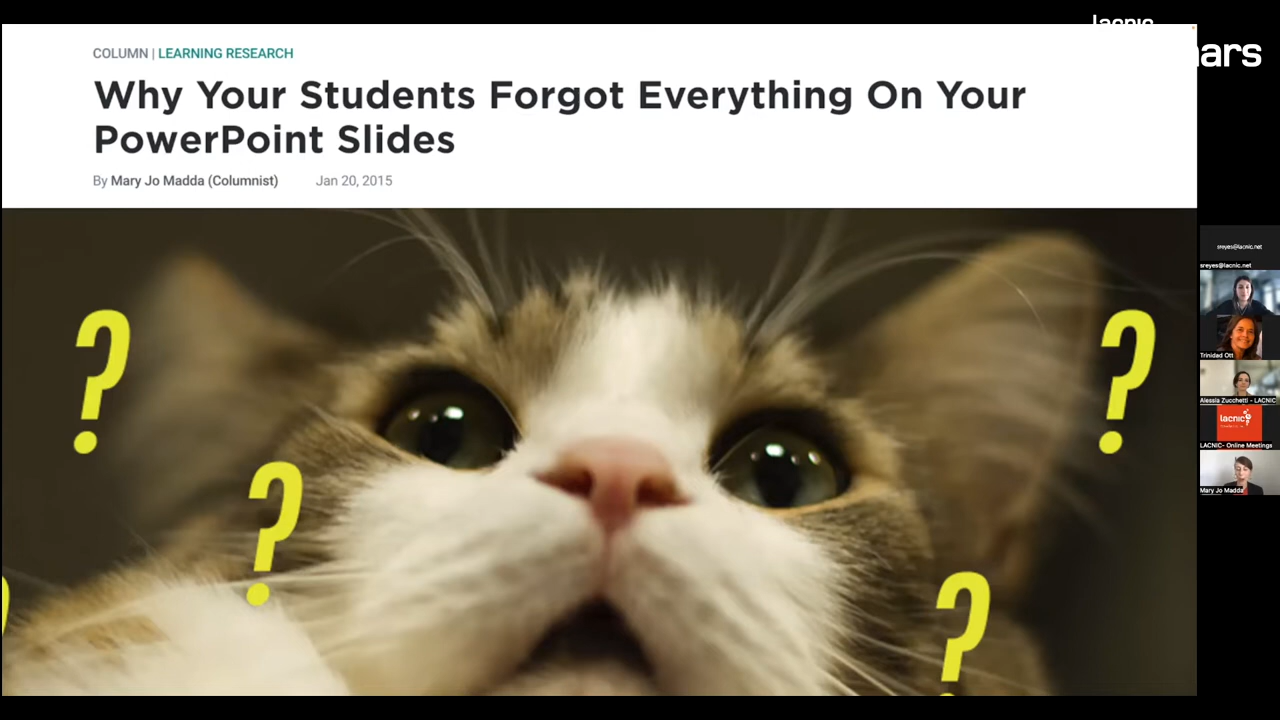 lacnic
nars
COLUMN | LEARNING RESEARCH
Why Your Students Forgot Everything On Your
PowerPoint Slides
By Mary Jo Madda (Columnist) Jan 20, 2015
?
?
?
?
sreyes@lacnic.net
sreyes@lacnic.net
Trinidad Ott
Alessia Zucchetti - LACNIC
lacnic
LACNIC- Online Meetings
Mary Jo Madda